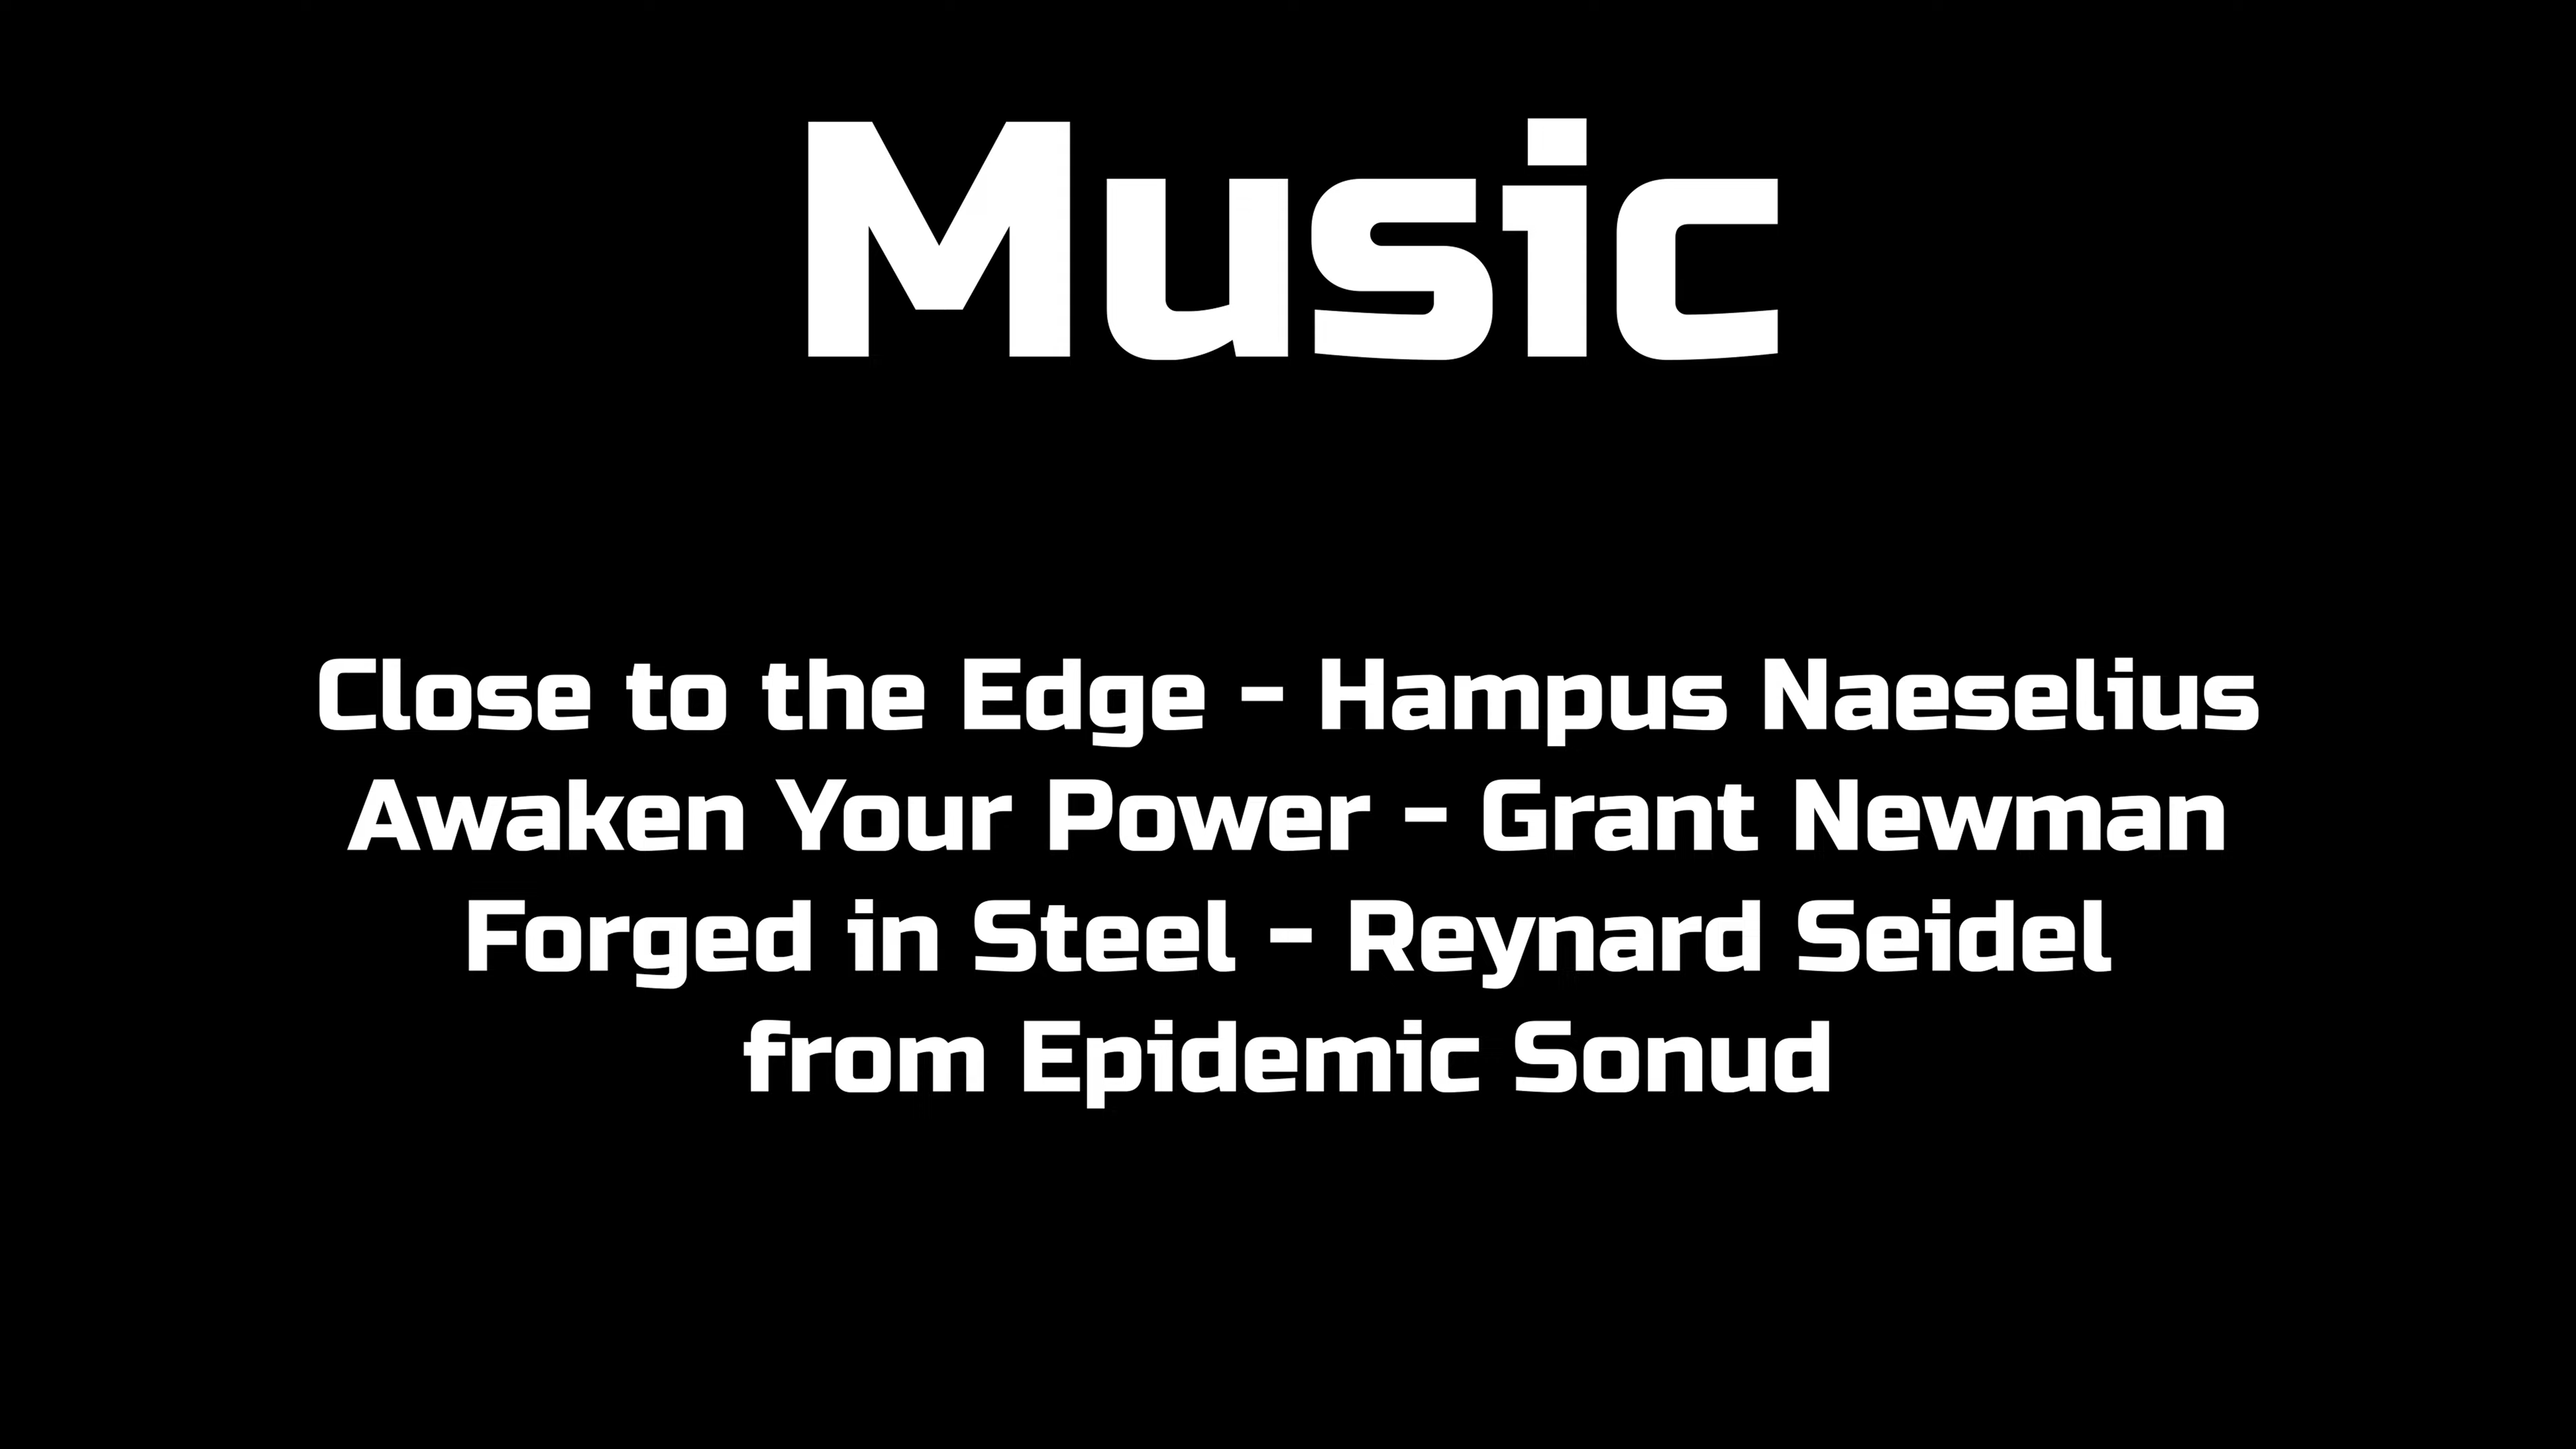 Music
Close to the Edge - Hampus Naeselius
Awaken Your Power - Grant Newman
Forged in Steel - Reynard Seidel
from Epidemic Sonud